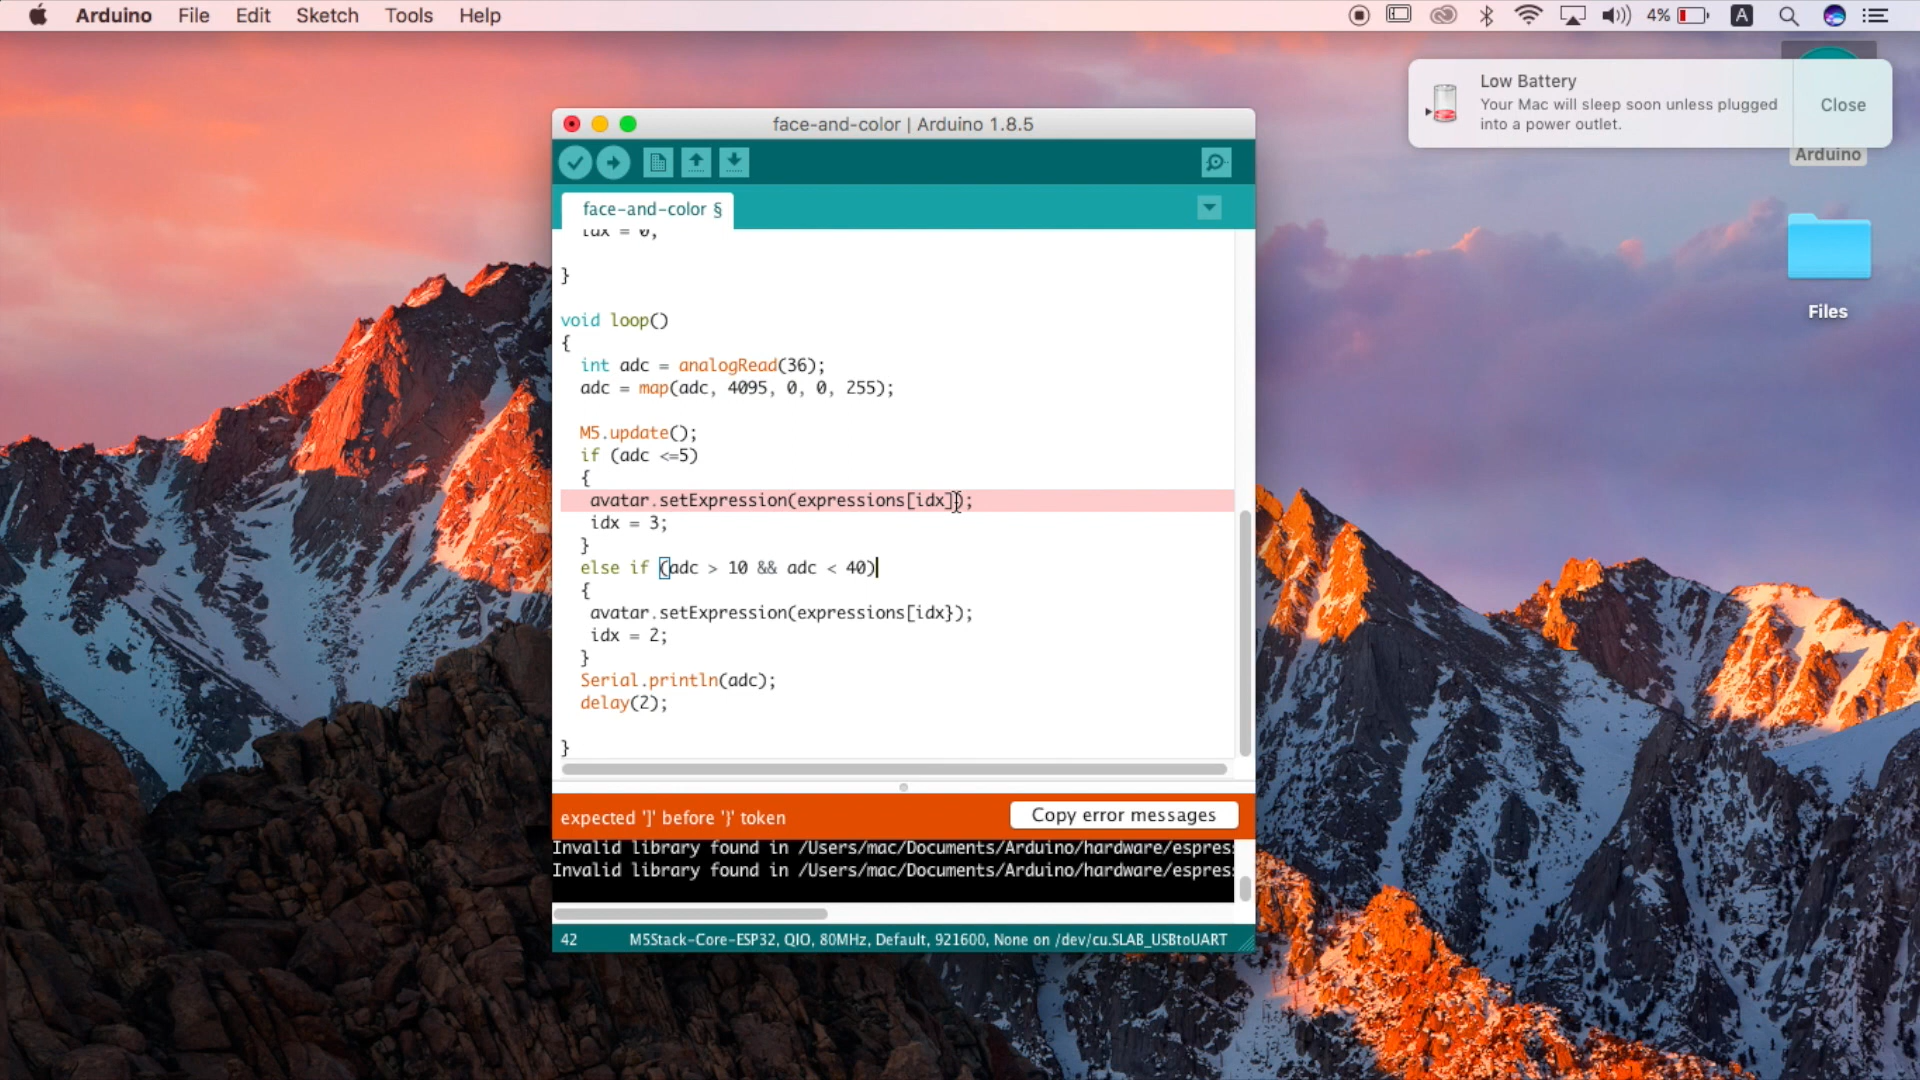 Arduino File Edit Sketch Tools Help
4%
A
Low Battery
Your Mac will sleep soon unless plugged
into a power outlet.
Close
Arduino
Files
face-and-color | Arduino 1.8.5
face-and-color §
idx = 0;
}
void loop()
{
int adc = analogRead(36);
adc = map(adc, 4095, 0, 0, 255);
M5.update();
if (adc <=5)
{
avatar.setExpression(expressions[idx]);
idx = 3;
}
else if (adc > 10 && adc < 40)
{
avatar.setExpression(expressions[idx});
idx = 2;
}
Serial.println(adc);
delay(2);
}
expected ']' before '}' token
Copy error messages
Invalid library found in /Users/mac/Documents/Arduino/hardware/espres
Invalid library found in /Users/mac/Documents/Arduino/hardware/espres
42
M5Stack-Core-ESP32, QIO, 80MHz, Default, 921600, None on /dev/cu.SLAB_USBtoUART